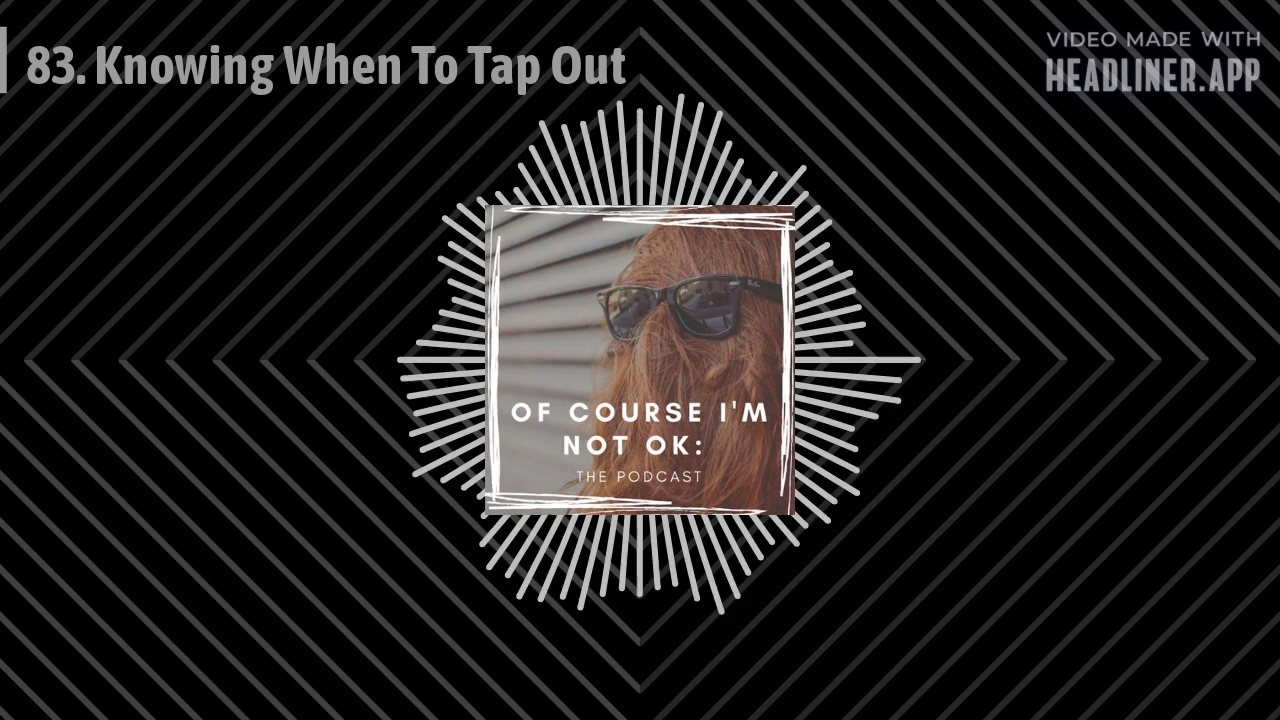 83. Knowing When To Tap Out
VIDEO MADE WITH
HEADLINER.APP
OF COURSE I'M
NOT OK:
THE PODCAST